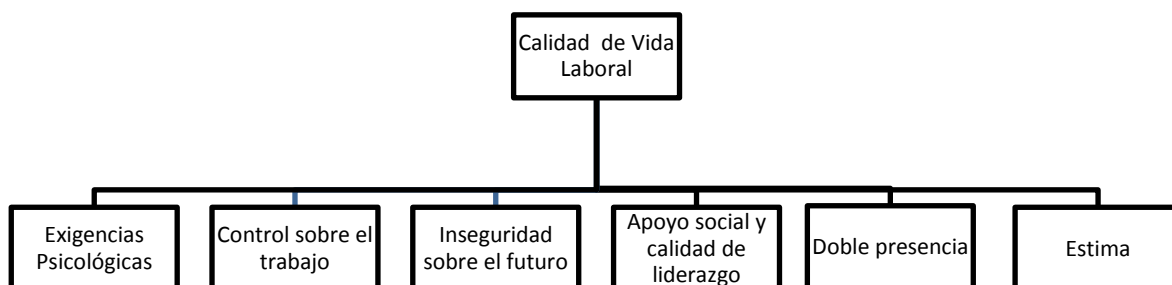 Calidad de Vida
Laboral
Exigencias
Psicológicas
Control sobre el
trabajo
Inseguridad
sobre el futuro
Apoyo social y
calidad de
liderazgo
Doble presencia
Estima